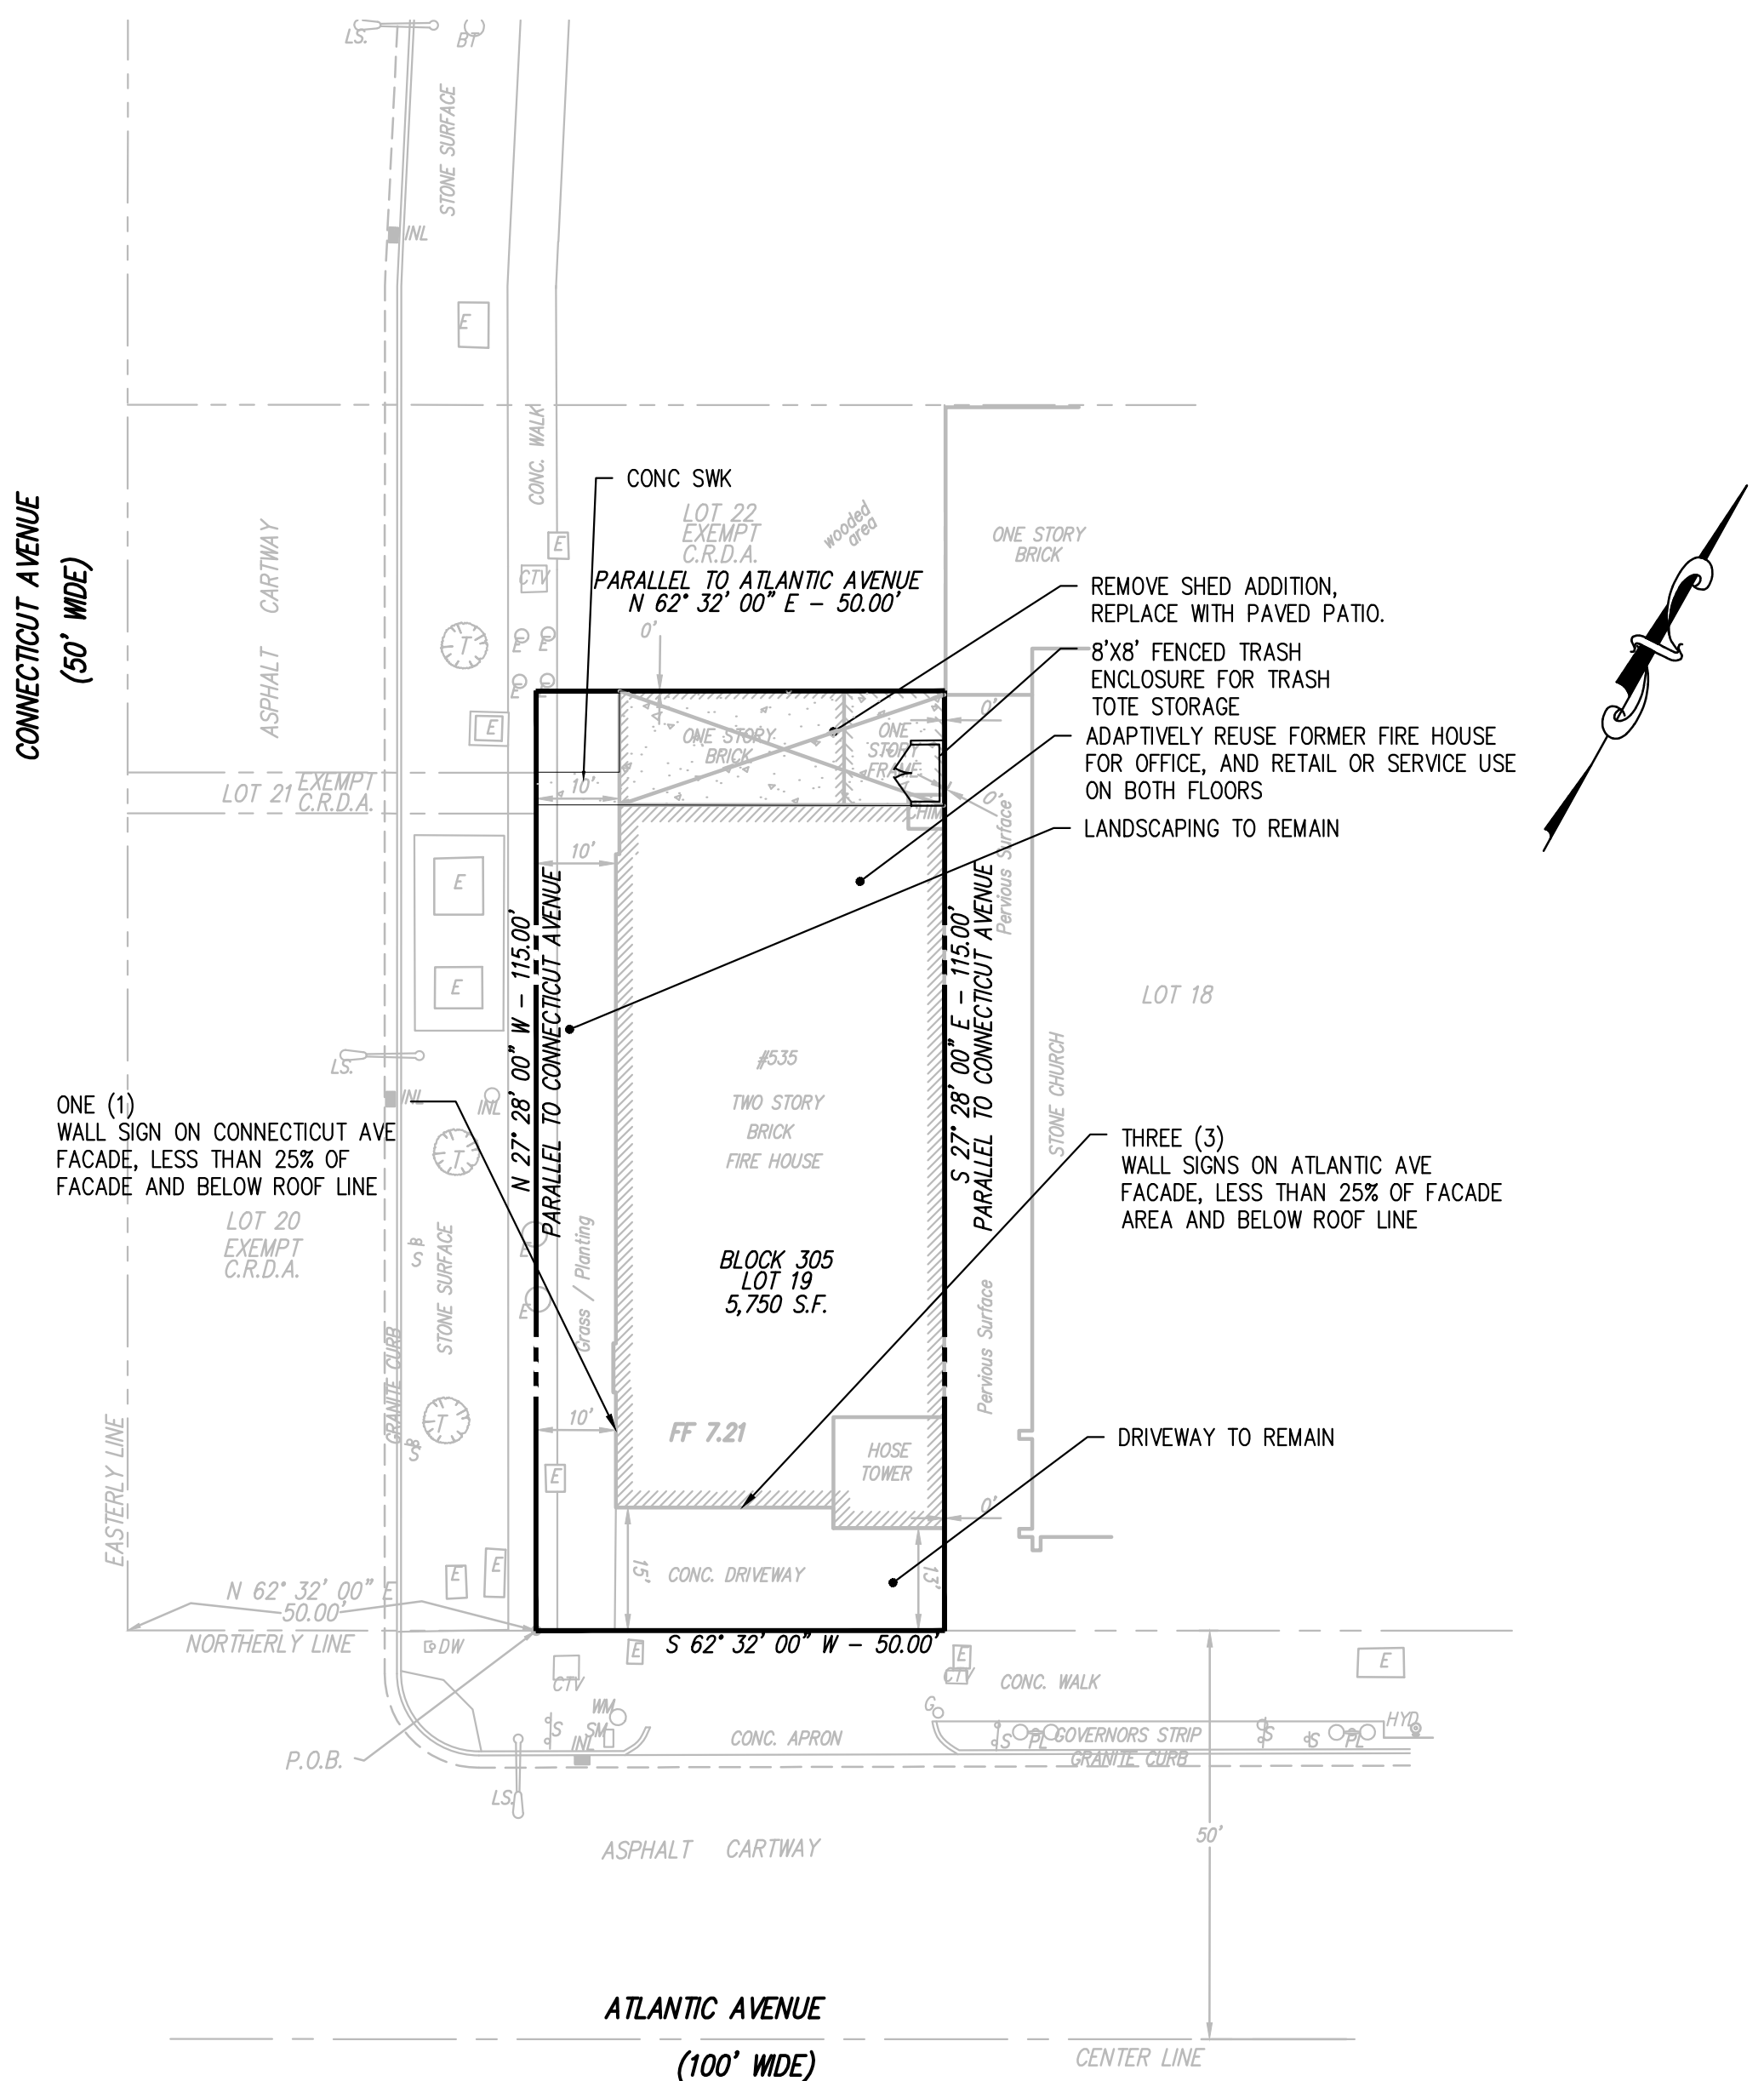 LS.
BT
STONE SURFACE
INL
E
CONC. WALK
CONNECTICUT AVENUE
(50' WIDE)
ASPHALT CARTWAY
CONC SWK
LOT 22
EXEMPT
C.R.D.A.
wooded
area
ONE STORY
BRICK
E
CTV
PARALLEL TO ATLANTIC AVENUE
N 62° 32' 00" E - 50.00'
REMOVE SHED ADDITION,
REPLACE WITH PAVED PATIO.
0'
T
E
E
E
E
8'X8' FENCED TRASH
ENCLOSURE FOR TRASH
TOTE STORAGE
0'
E
ONE STORY
BRICK
ONE
STORY
FRAME
ADAPTIVELY REUSE FORMER FIRE HOUSE
FOR OFFICE, AND RETAIL OR SERVICE USE
ON BOTH FLOORS
LOT 21
EXEMPT
C.R.D.A.
10'
0'
CHIM
LANDSCAPING TO REMAIN
10'
Pervious Surface
E
N 27° 28' 00" W - 115.00'
PARALLEL TO CONNECTICUT AVENUE
S 27° 28' 00" E - 115.00'
PARALLEL TO CONNECTICUT AVENUE
E
LOT 18
LS.
INL
INL
#535
TWO STORY
BRICK
FIRE HOUSE
STONE CHURCH
ONE (1)
WALL SIGN ON CONNECTICUT AVE
FACADE, LESS THAN 25% OF
FACADE AND BELOW ROOF LINE
T
THREE (3)
WALL SIGNS ON ATLANTIC AVE
FACADE, LESS THAN 25% OF FACADE
AREA AND BELOW ROOF LINE
LOT 20
EXEMPT
C.R.D.A.
S
STONE SURFACE
E
E
Grass / Planting
BLOCK 305
LOT 19
5,750 S.F.
Pervious Surface
GRANITE CURB
T
S
10'
FF 7.21
HOSE
TOWER
DRIVEWAY TO REMAIN
E
EASTERLY LINE
0'
15'
CONC. DRIVEWAY
13'
E
E
N 62° 32' 00" E
50.00'
NORTHERLY LINE
DW
S 62° 32' 00" W - 50.00'
E
CTV
E
CTV
CONC. WALK
E
WM
SM
S
INL
G
CONC. APRON
S
PL
GOVERNORS STRIP
S
S
PL
HYD
GRANITE CURB
P.O.B.
LS.
ASPHALT CARTWAY
50'
ATLANTIC AVENUE
(100' WIDE)
CENTER LINE